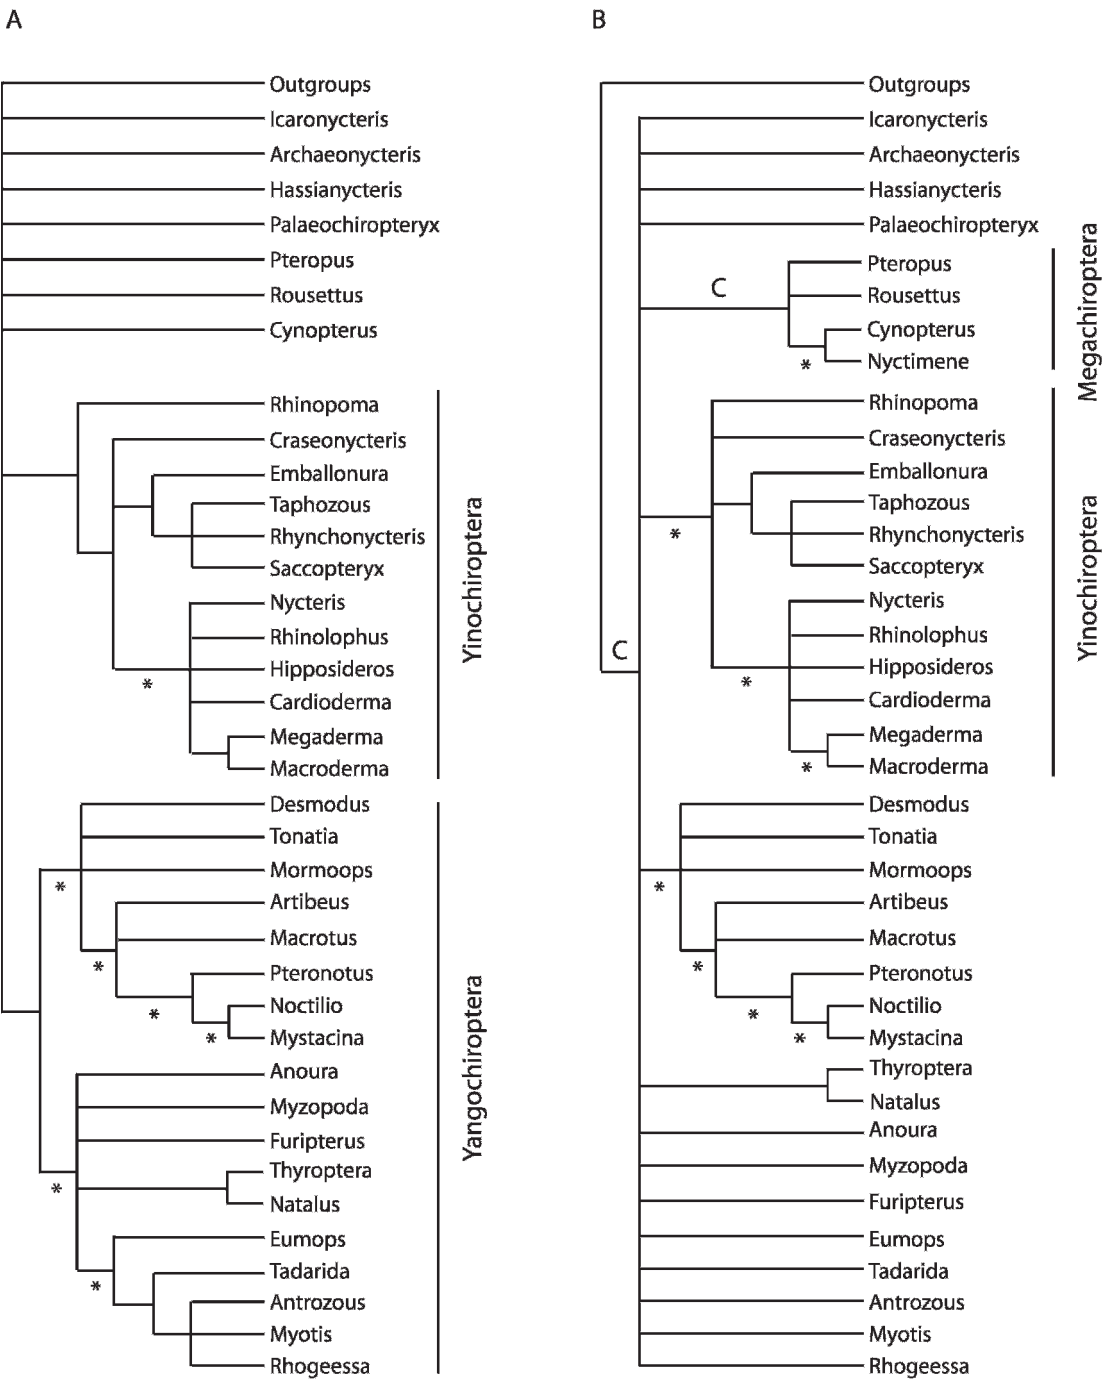 A
Outgroups
Icaronycteris
Archaeonycteris
Hassianycteris
Palaeochiropteryx
Pteropus
Rousettus
Cynopterus
Rhinopoma
Craseonycteris
Emballonura
Taphozous
Rhynchonycteris
Saccopteryx
Nycteris
Rhinolophus
Hipposideros
*
Cardioderma
Megaderma
Macroderma
Yinochiroptera
Desmodus
Tonatia
Mormoops
*
Artibeus
Macrotus
*
Pteronotus
Noctilio
*
Mystacina
*
Anoura
Myzopoda
Furipterus
Thyroptera
*
Natalus
Eumops
Tadarida
*
Antrozous
Myotis
Rhogeessa
Yangochiroptera
B
Outgroups
Icaronycteris
Archaeonycteris
Hassianycteris
Palaeochiropteryx
Pteropus
C
Rousettus
Cynopterus
Nyctimene
*
Megachiroptera
Rhinopoma
Craseonycteris
Emballonura
Taphozous
Rhynchonycteris
*
Saccopteryx
Nycteris
Rhinolophus
C
Hipposideros
*
Cardioderma
Megaderma
Macroderma
*
Yinochiroptera
Desmodus
Tonatia
Mormoops
*
Artibeus
Macrotus
*
Pteronotus
Noctilio
*
Mystacina
*
Thyroptera
Natalus
Anoura
Myzopoda
Furipterus
Eumops
Tadarida
Antrozous
Myotis
Rhogeessa